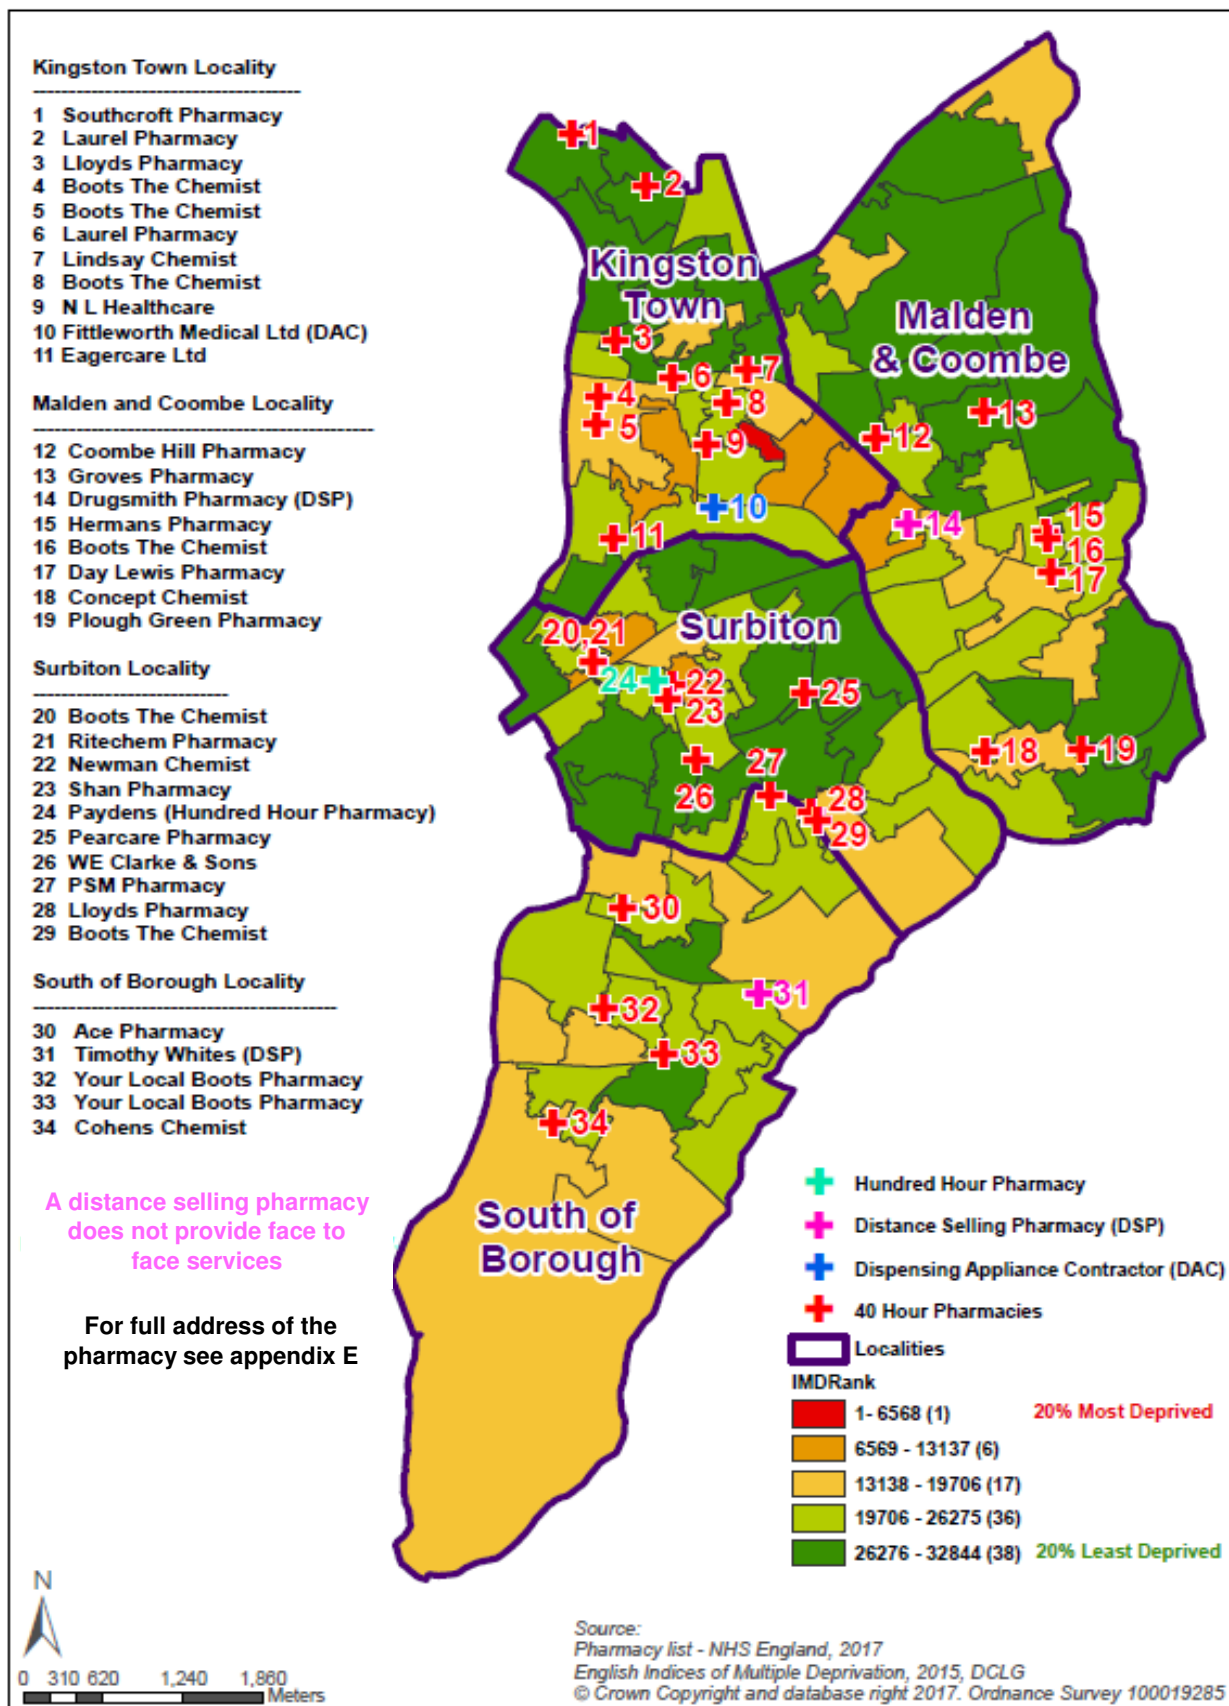 Kingston Town Locality
1 Southcroft Pharmacy
2 Laurel Pharmacy
3 Lloyds Pharmacy
4 Boots The Chemist
5 Boots The Chemist
6 Laurel Pharmacy
7 Lindsay Chemist
8 Boots The Chemist
9 N L Healthcare
10 Fittleworth Medical Ltd (DAC)
11 Eagercare Ltd
Malden and Coombe Locality
12 Coombe Hill Pharmacy
13 Groves Pharmacy
14 Drugsmith Pharmacy (DSP)
15 Hermans Pharmacy
16 Boots The Chemist
17 Day Lewis Pharmacy
18 Concept Chemist
19 Plough Green Pharmacy
Surbiton Locality
20 Boots The Chemist
21 Ritechem Pharmacy
22 Newman Chemist
23 Shan Pharmacy
24 Paydens (Hundred Hour Pharmacy)
25 Pearcare Pharmacy
26 WE Clarke & Sons
27 PSM Pharmacy
28 Lloyds Pharmacy
29 Boots The Chemist
South of Borough Locality
30 Ace Pharmacy
31 Timothy Whites (DSP)
32 Your Local Boots Pharmacy
33 Your Local Boots Pharmacy
34 Cohens Chemist
A distance selling pharmacy
does not provide face to
face services
For full address of the
pharmacy see appendix E
1
2
Kingston
Town
Malden
& Coombe
3
6
7
4
8
5
9
12
13
10
11
14
15
16
17
Surbiton
20,21
24
22
23
25
26
27
28
29
18
19
30
31
32
33
34
South of
Borough
Hundred Hour Pharmacy
Distance Selling Pharmacy (DSP)
Dispensing Appliance Contractor (DAC)
40 Hour Pharmacies
Localities
IMDRank
1- 6568 (1) 20% Most Deprived
6569 - 13137 (6)
13138 - 19706 (17)
19706 - 26275 (36)
26276 - 32844 (38) 20% Least Deprived
N
0 310 620 1,240 1,860
Meters
Source:
Pharmacy list - NHS England, 2017
English Indices of Multiple Deprivation, 2015, DCLG
© Crown Copyright and database right 2017. Ordnance Survey 100019285